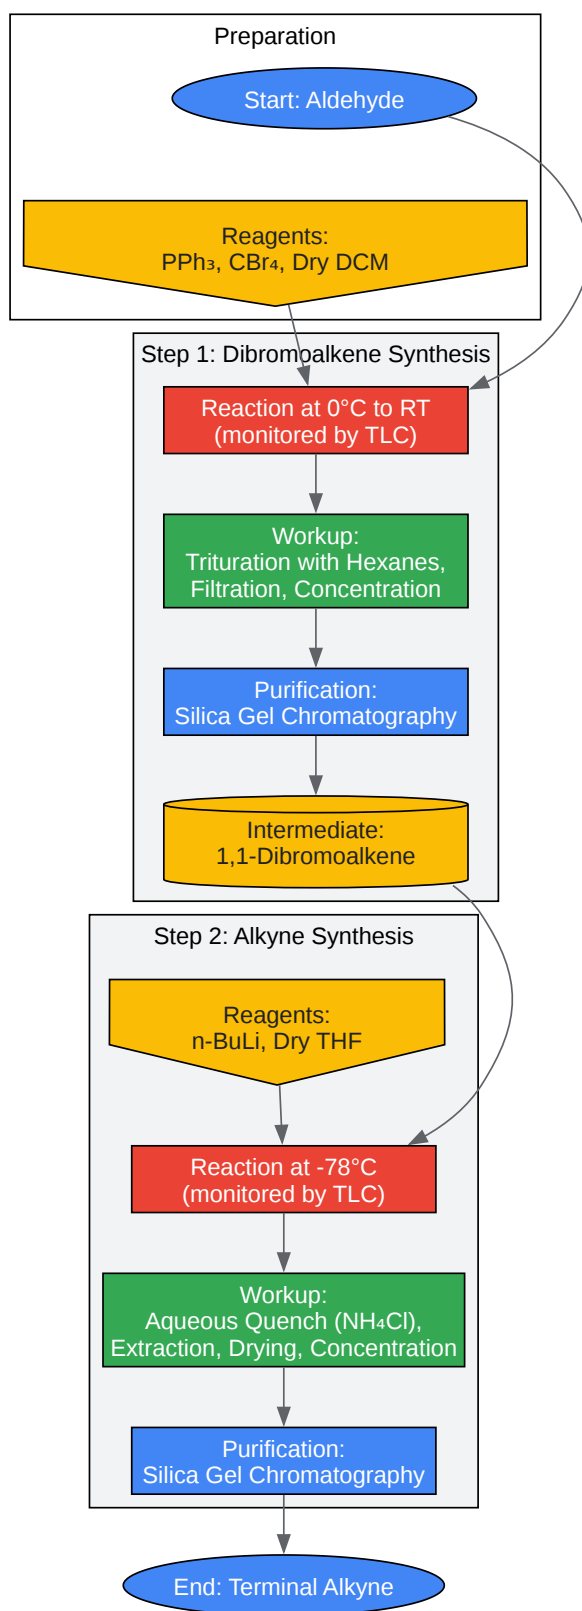 Preparation
Start: Aldehyde
Reagents:
PPh₃, CBr₄, Dry DCM
Step 1: Dibromoalkene Synthesis
Reaction at 0°C to RT
(monitored by TLC)
Workup:
Trituration with Hexanes,
Filtration, Concentration
Purification:
Silica Gel Chromatography
Intermediate:
1,1-Dibromoalkene
Step 2: Alkyne Synthesis
Reagents:
n-BuLi, Dry THF
Reaction at -78°C
(monitored by TLC)
Workup:
Aqueous Quench (NH₄Cl),
Extraction, Drying, Concentration
Purification:
Silica Gel Chromatography
End: Terminal Alkyne